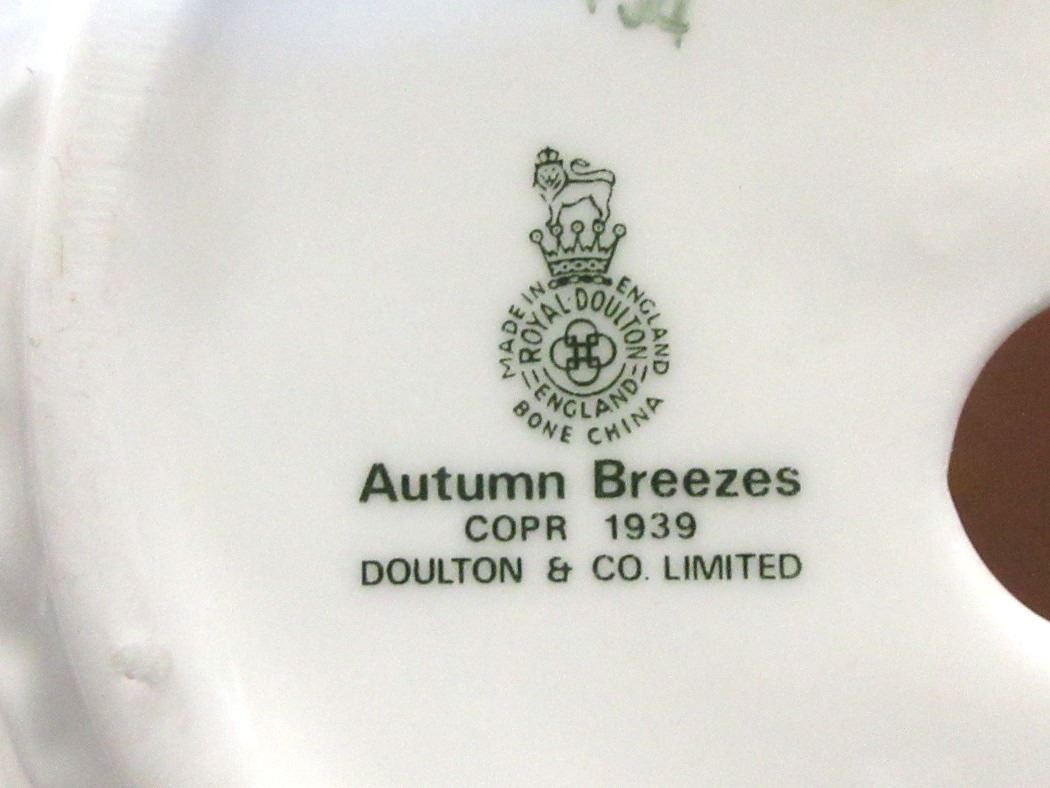 MADE IN ENGLAND
ROYAL DOULTON
ENGLAND
BONE CHINA
Autumn Breezes
COPR 1939
DOULTON & CO. LIMITED